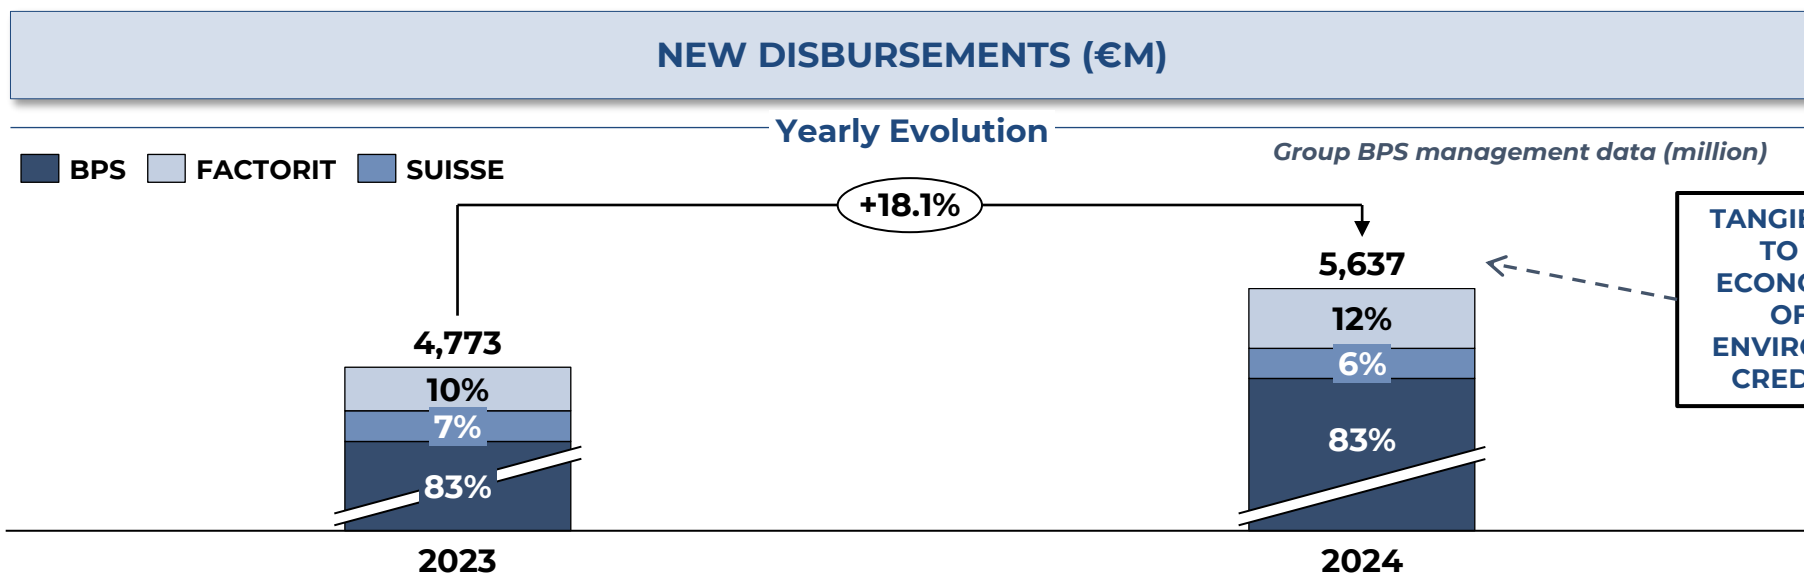 NEW DISBURSEMENTS (€M)
Yearly Evolution
Group BPS management data (million)
BPS FACTORIT SUISSE
+18.1%
4,773
10%
7%
83%
2023
5,637
12%
6%
83%
2024
TO
OF